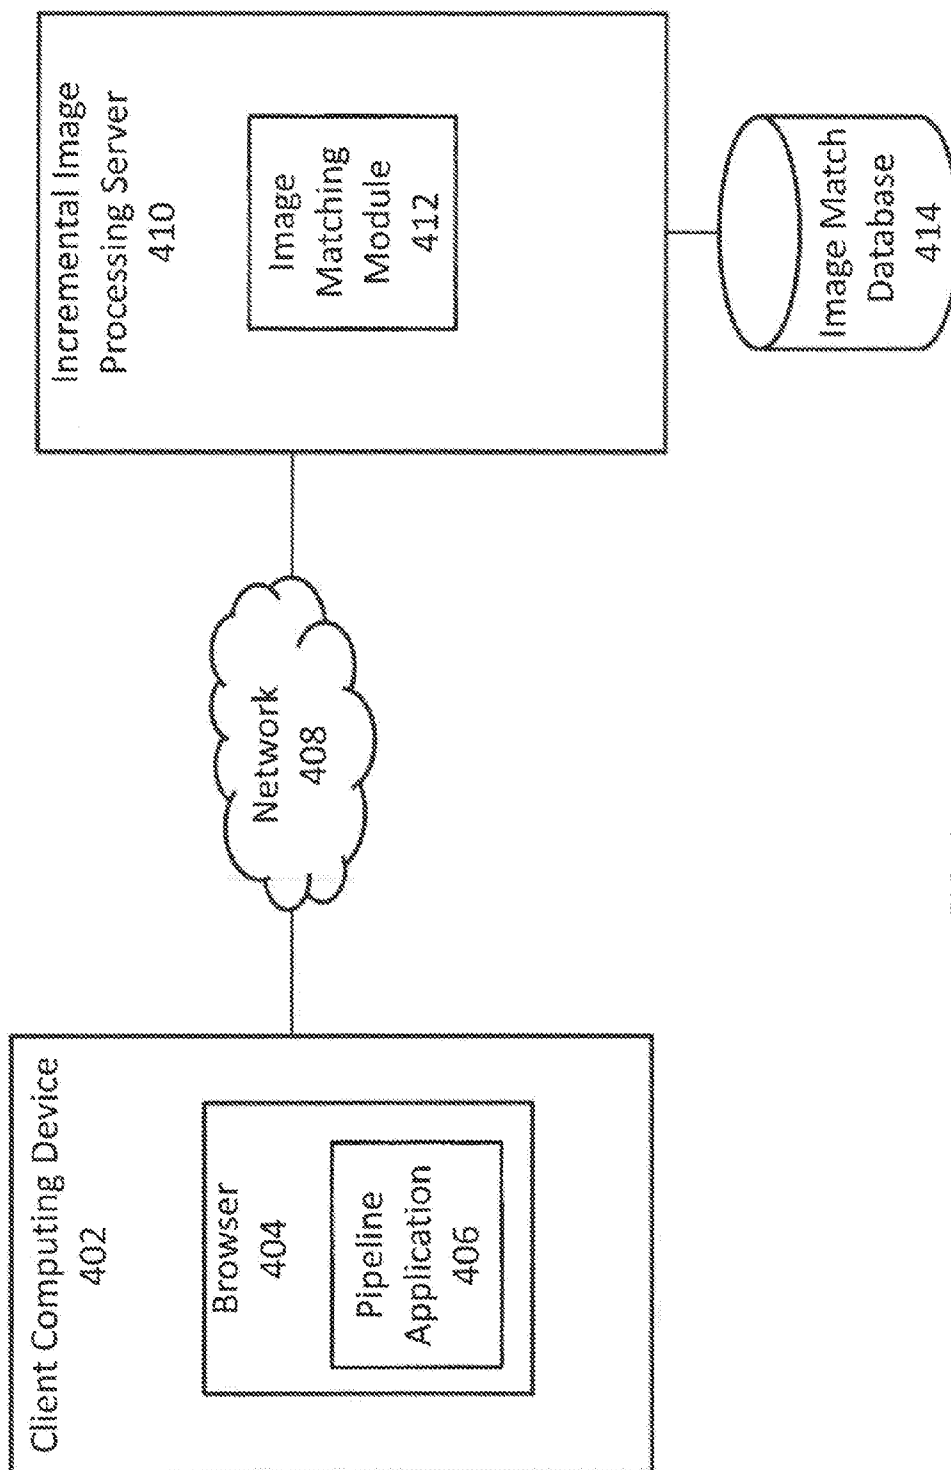 Client Computing Device
402
Browser
404
Pipeline
Application
406
Network
408
Incremental Image
Processing Server
410
Image
Matching
Module
412
Image Match
Database
414